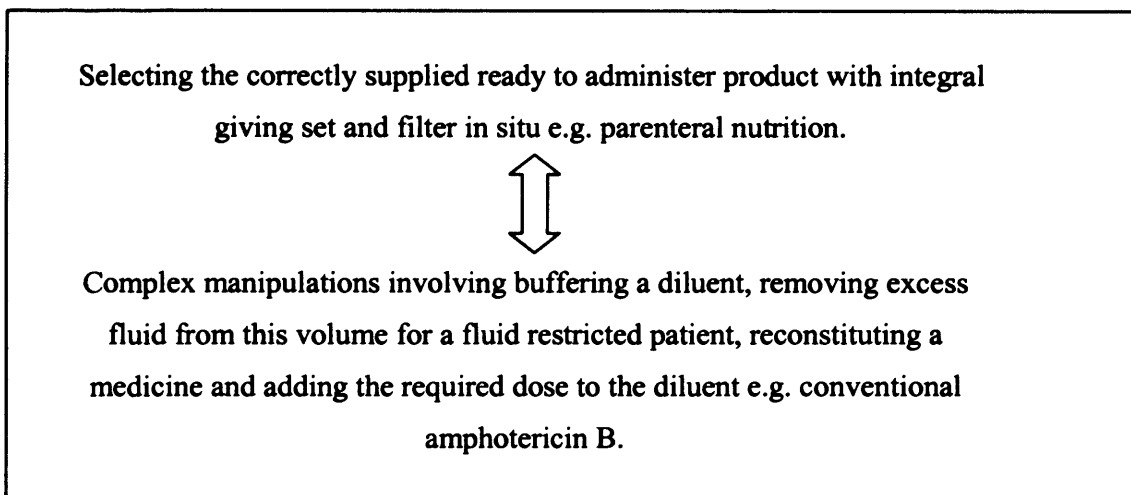 Selecting the correctly supplied ready to administer product with integral
giving set and filter in situ e.g. parenteral nutrition.
Complex manipulations involving buffering a diluent, removing excess
fluid from this volume for a fluid restricted patient, reconstituting a
medicine and adding the required dose to the diluent e.g. conventional
amphotericin B.